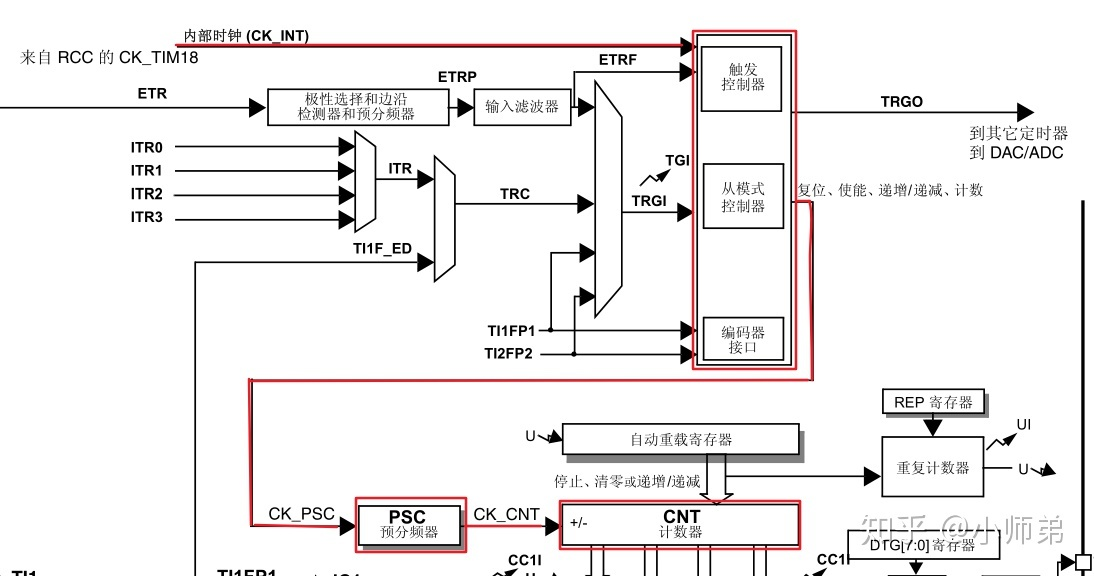 内部时钟 (CK_INT)
来自 RCC 的 CK_TIM18
ETRF
ETRP
ETR
极性选择和边沿
检测器和预分频器
输入滤波器
触发
控制器
TRGO
到其它定时器
到 DAC/ADC
ITR0
ITR1
ITR2
ITR3
ITR
TRC
TGI
TRGI
从模式
控制器
复位、使能、递增/递减、计数
TI1F_ED
TI1FP1
TI2FP2
编码器
接口
REP 寄存器
U
自动重载寄存器
UI
重复计数器
U
停止、清零或递增/递减
CK_PSC
PSC
预分频器
CK_CNT
+/-
CNT
计数器
知乎 @小师弟
DTG[7:0] 寄存器
CC1I
CC1I
TI1FP1
TI1